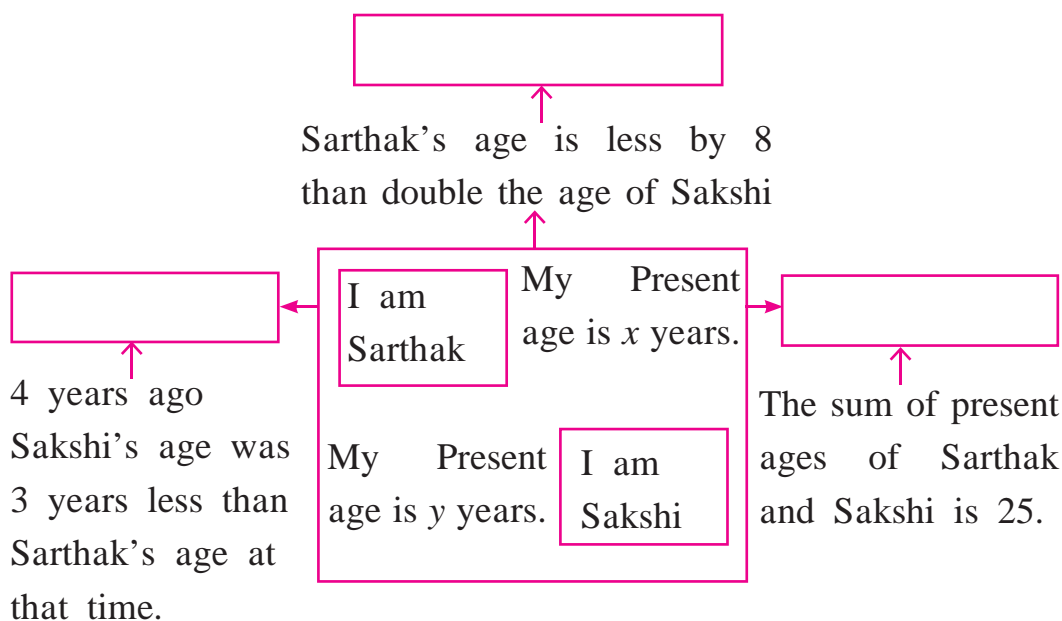 Sarthak’s age is less by 8
than double the age of Sakshi
I am
Sarthak
My Present
age is x years.
4 years ago
Sakshi’s age was
3 years less than
Sarthak’s age at
that time.
My Present
age is y years.
I am
Sakshi
The sum of present
ages of Sarthak
and Sakshi is 25.